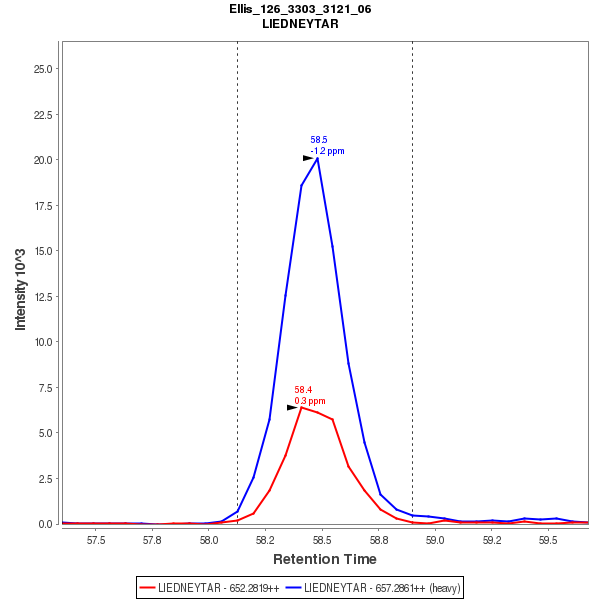 Ellis_126_3303_3121_06
LIEDNEYTAR
Intensity 10^3
25.0
22.5
20.0
17.5
15.0
12.5
10.0
7.5
5.0
2.5
0.0
58.5
-1.2 ppm
58.4
0.3 ppm
57.5 57.8 58.0 58.2 58.5 58.8 59.0 59.2 59.5
Retention Time
LIEDNEYTAR - 652.2819++ LIEDNEYTAR - 657.2861++ (heavy)